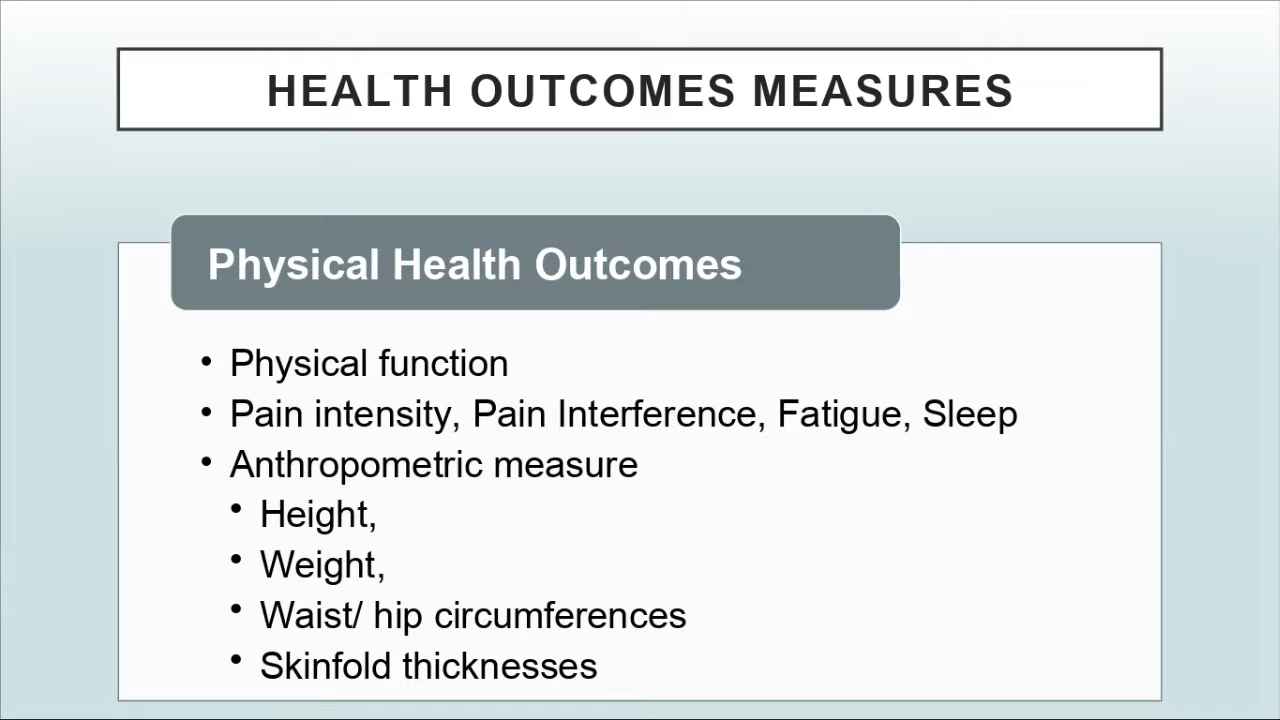 HEALTH OUTCOMES MEASURES
Physical Health Outcomes
• Physical function
• Pain intensity, Pain Interference, Fatigue, Sleep
• Anthropometric measure
• Height,
• Weight,
• Waist/ hip circumferences
• Skinfold thicknesses